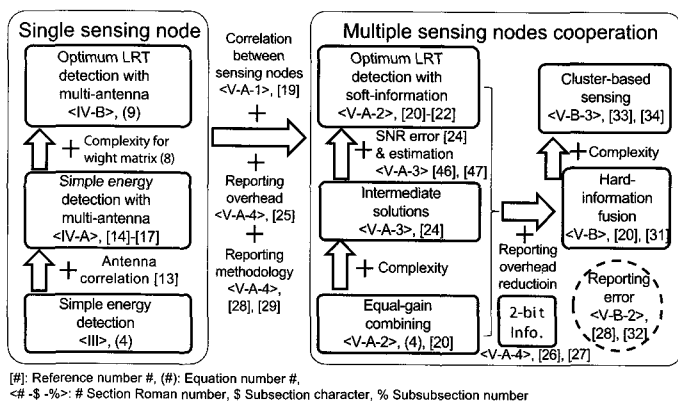 Single sensing node
Optimum LRT
detection with
multi-antenna
<IV-B>, (9)
+ Complexity for
wight matrix (8)
Simple energy
detection with
multi-antenna
<IV-A>, [14]-[17]
+ Antenna
correlation [13]
Simple energy
detection
<III>, (4)
Correlation
between
sensing nodes
<V-A-1>, [19]
+
+
Reporting
overhead
<V-A-4>, [25]
+
Reporting
methodology
<V-A-4>,
[28], [29]
Multiple sensing nodes cooperation
Optimum LRT
detection with
soft-information
<V-A-2>, [20]-[22]
+ SNR error [24]
& estimation
<V-A-3> [46], [47]
Intermediate
solutions
<V-A-3>, [24]
+ Complexity
Equal-gain
combining
<V-A-2>, (4), [20]
+
Reporting
overhead
reductioin
2-bit
Info.
<V-A-4>, [26], [27]
Cluster-based
sensing
<V-B-3>, [33], [34]
+ Complexity
Hard-
information
fusion
<V-B>, [20], [31]
Reporting
error
<V-B-2>,
[28], [32]
[#]: Reference number #, (#): Equation number #,
<# -$ -%>: # Section Roman number, $ Subsection character, % Subsubsection number